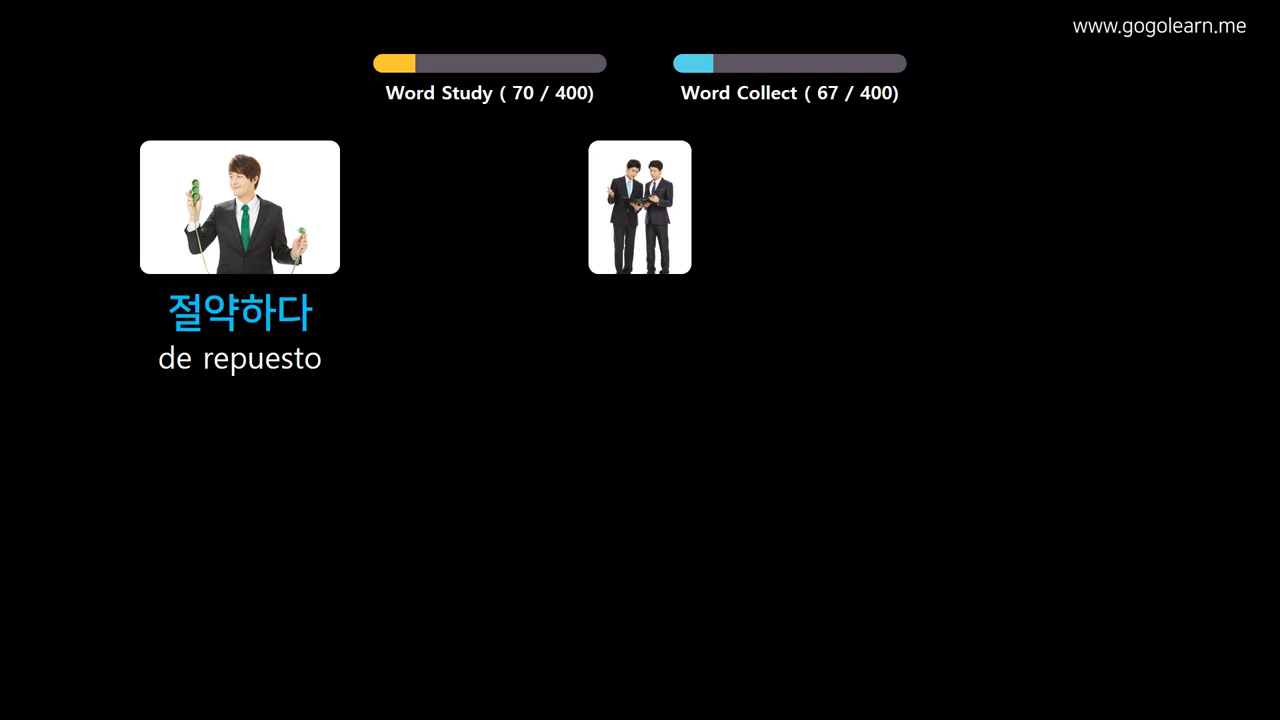 www.gogolearn.me
Word Study ( 70 / 400)
Word Collect ( 67 / 400)
절약하다
de repuesto